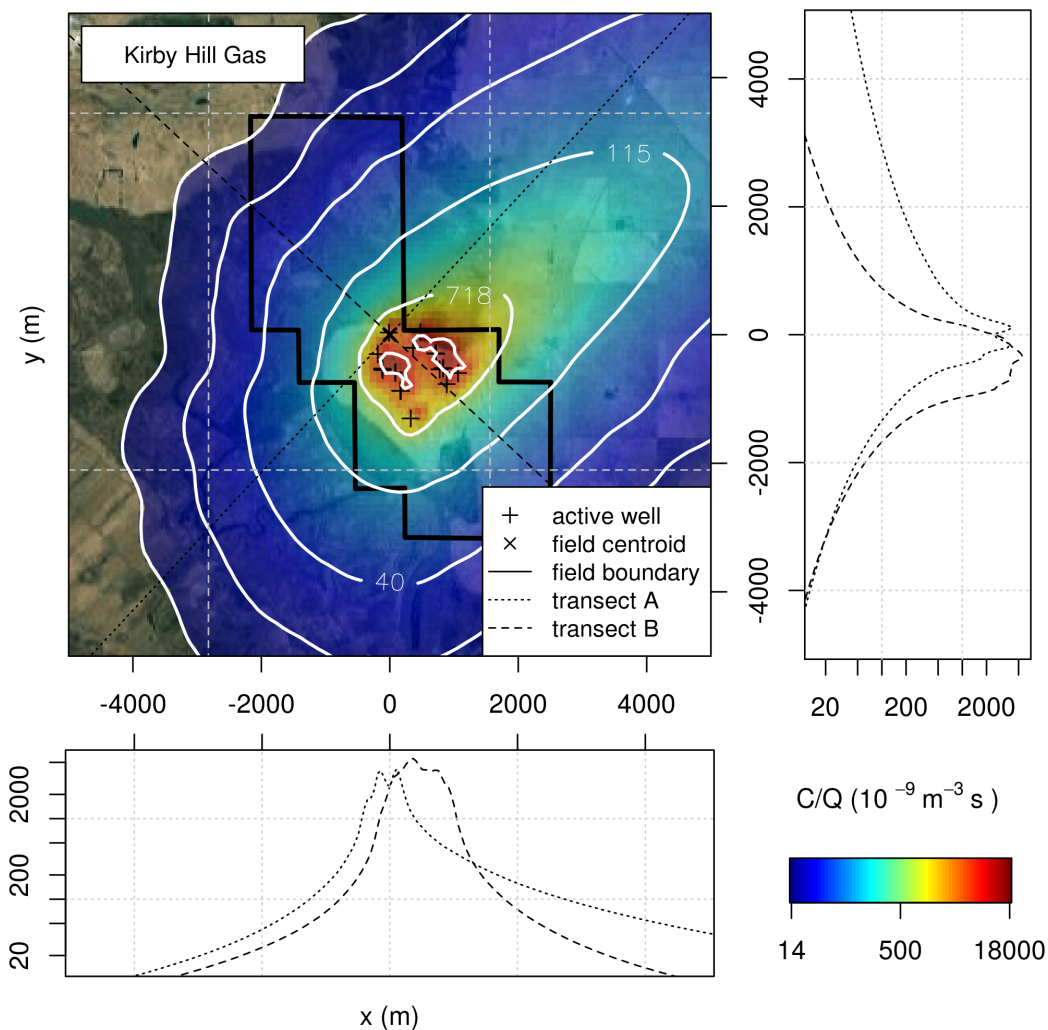 Kirby Hill Gas
115
718
40
y (m)
active well
field centroid
field boundary
transect A
transect B
-4000
-2000
0
2000
4000
4000
2000
0
-2000
-4000
20
200
2000
2000
200
20
x (m)
C/Q (10 −9 m−3 s )
14
500
18000